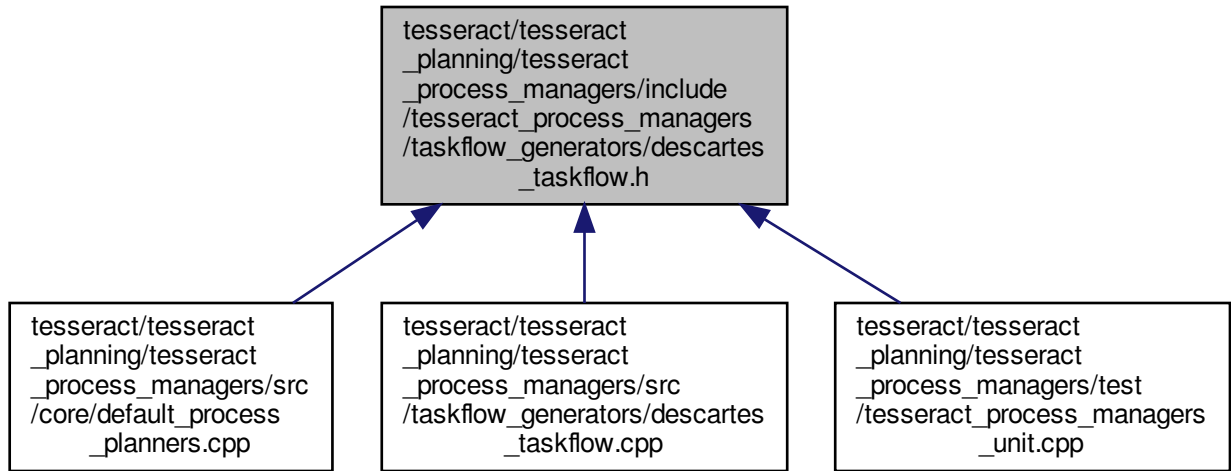 tesseract/tesseract
_planning/tesseract
_process_managers/include
/tesseract_process_managers
/taskflow_generators/descartes
_taskflow.h
tesseract/tesseract
_planning/tesseract
_process_managers/src
/core/default_process
_planners.cpp
tesseract/tesseract
_planning/tesseract
_process_managers/src
/taskflow_generators/descartes
_taskflow.cpp
tesseract/tesseract
_planning/tesseract
_process_managers/test
/tesseract_process_managers
_unit.cpp